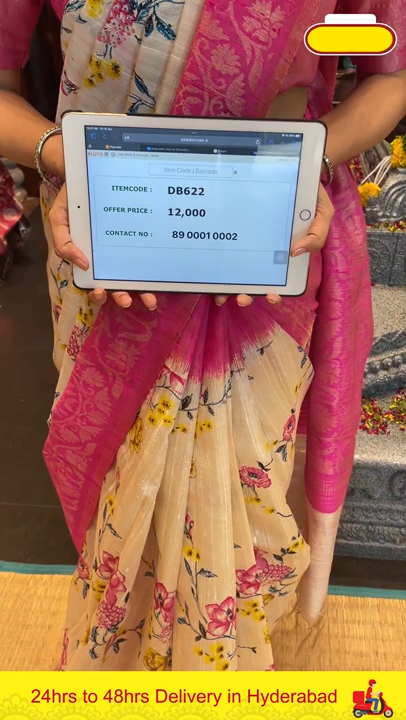 Item Code / Barcode
ITEMCODE : DB622
OFFER PRICE : 12,000
CONTACT NO : 89 0001 0002
24hrs to 48hrs Delivery in Hyderabad